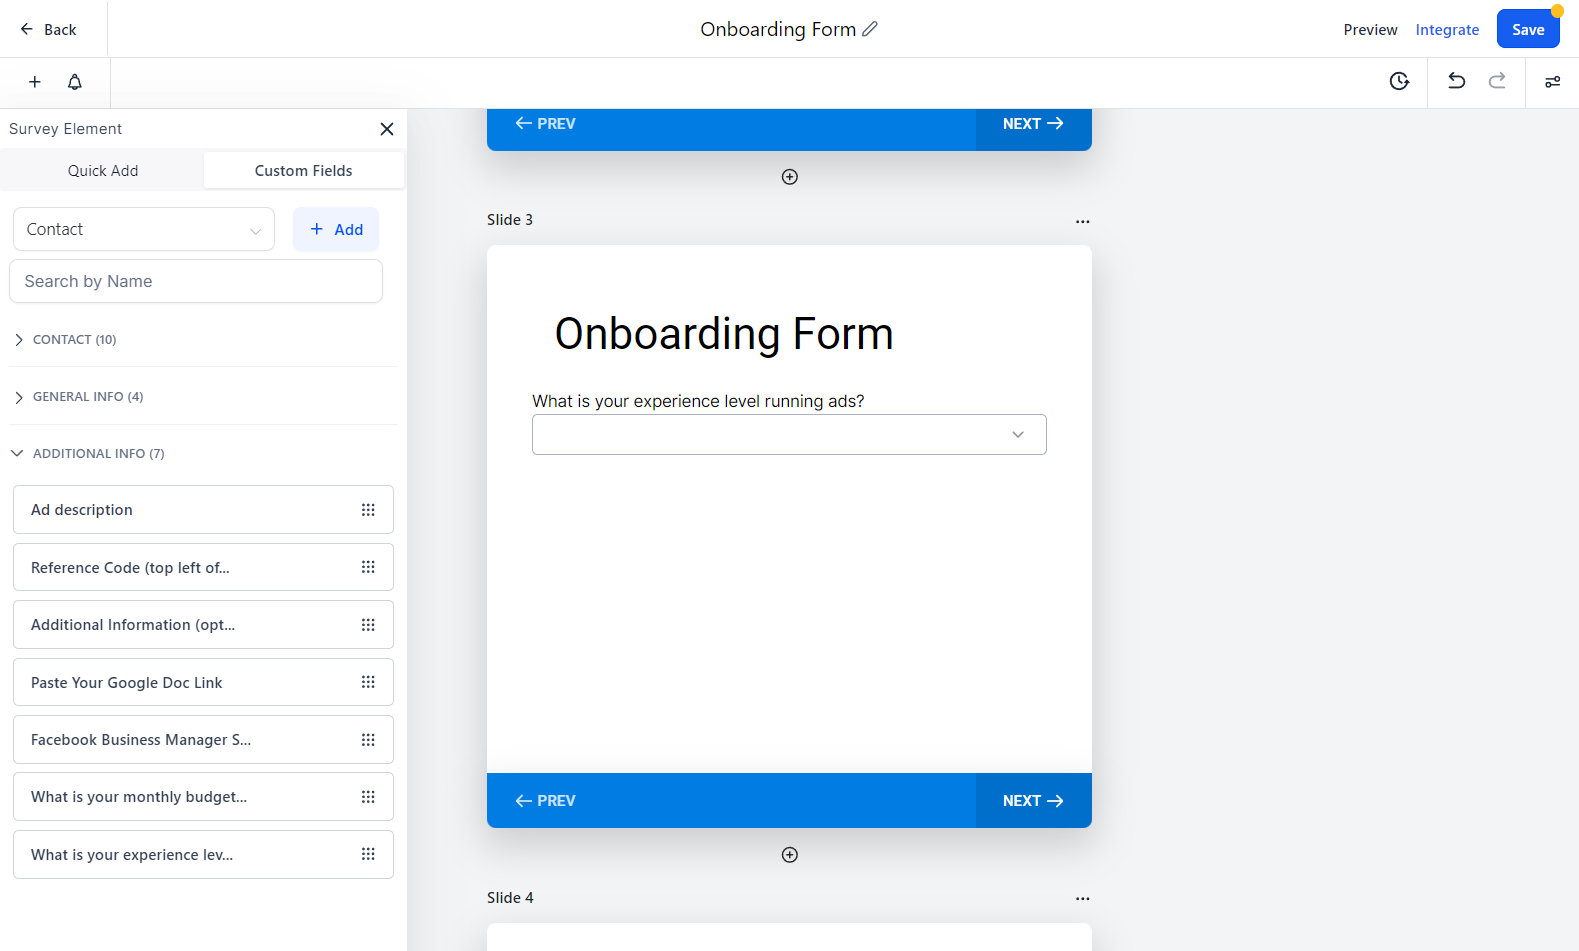 Back
Onboarding Form
Preview
Integrate
Save
Survey Element
Quick Add
Custom Fields
Contact
Add
Search by Name
CONTACT (10)
GENERAL INFO (4)
ADDITIONAL INFO (7)
Ad description
Reference Code (top left of...
Additional Information (opt...
Paste Your Google Doc Link
Facebook Business Manager S...
What is your monthly budget...
What is your experience lev...
PREV
NEXT
Slide 3
Onboarding Form
What is your experience level running ads?
PREV
NEXT
Slide 4